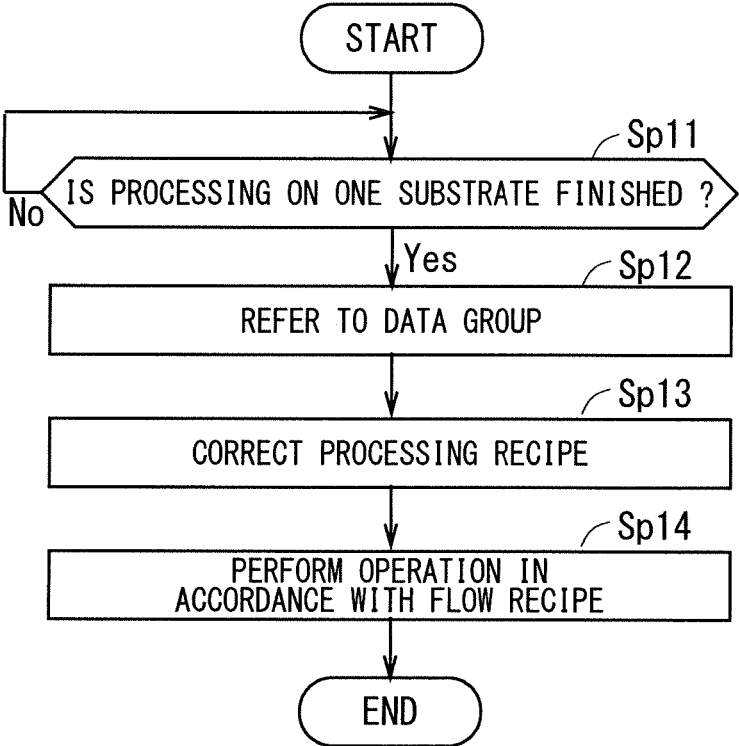 START
Sp11
IS PROCESSING ON ONE SUBSTRATE FINISHED ?
No
Yes
Sp12
REFER TO DATA GROUP
Sp13
CORRECT PROCESSING RECIPE
Sp14
PERFORM OPERATION IN
ACCORDANCE WITH FLOW RECIPE
END